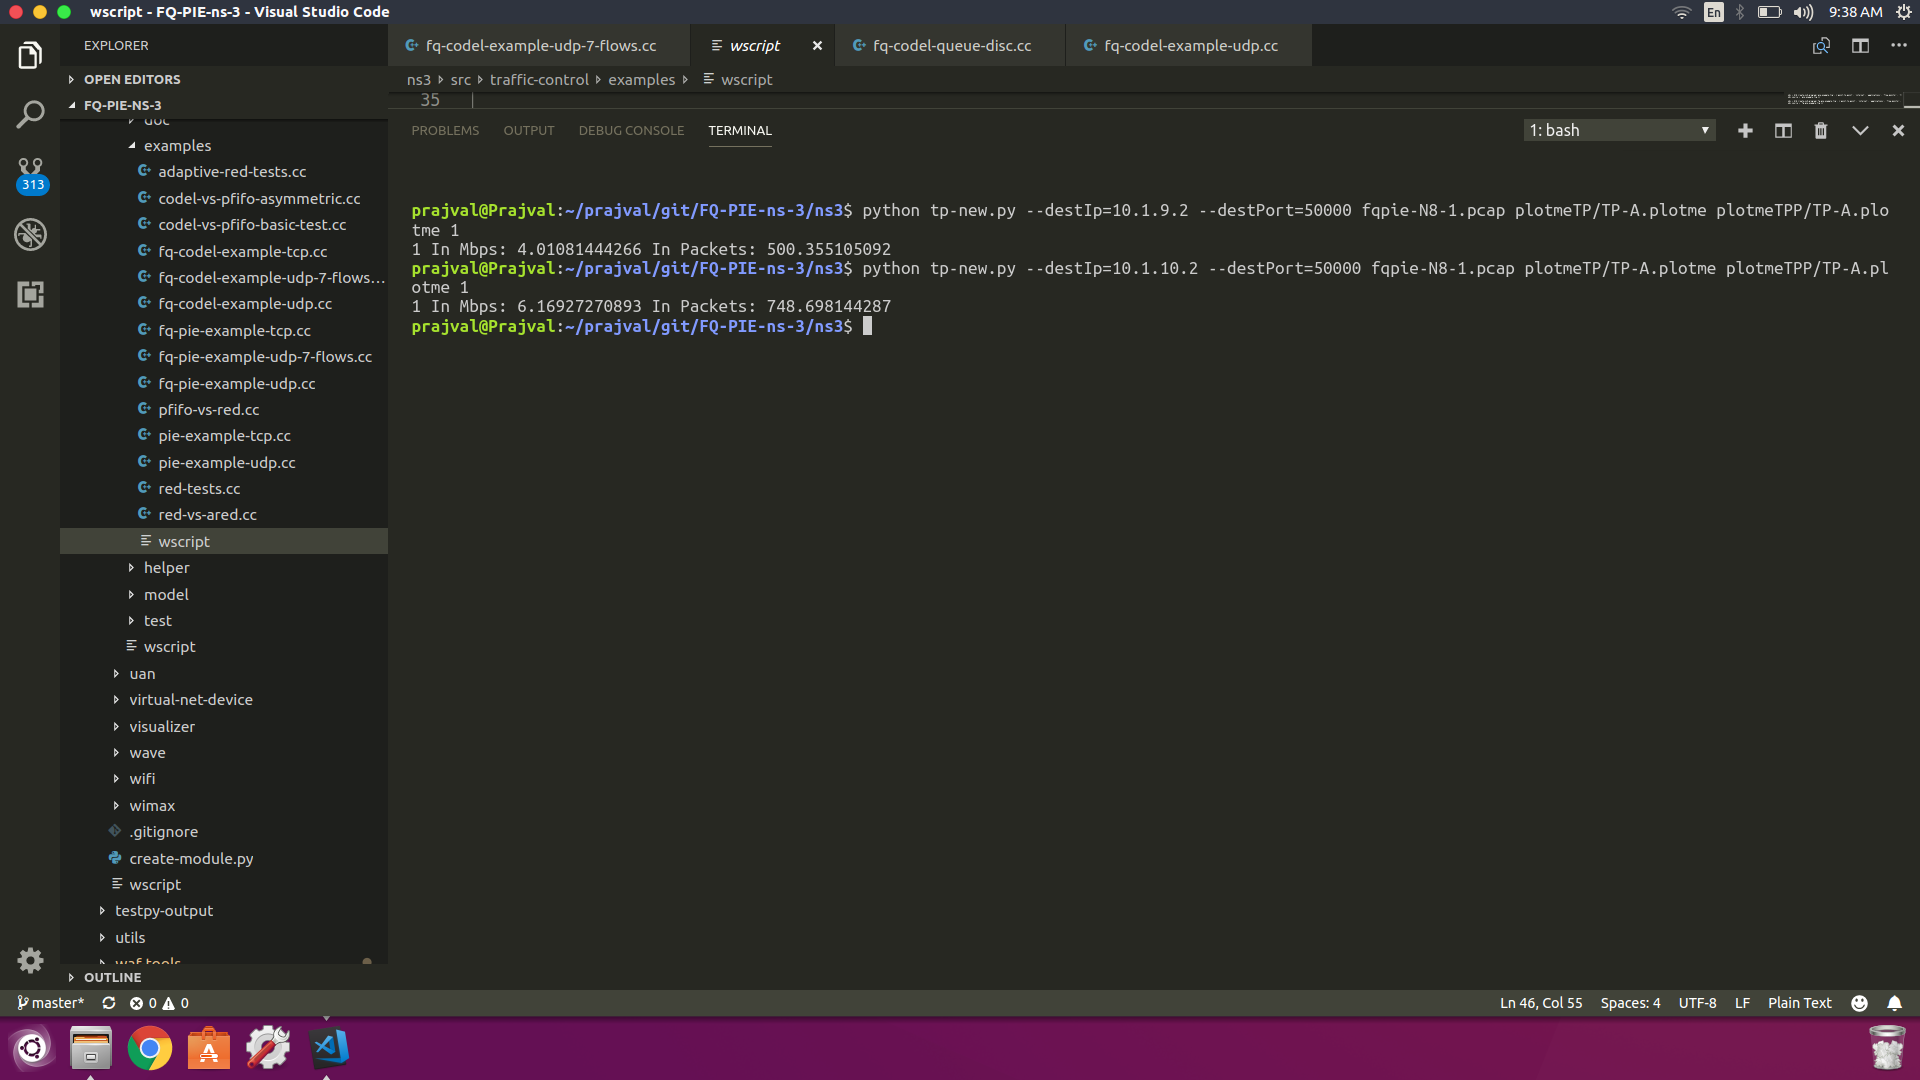 wscript - FQ-PIE-ns-3 - Visual Studio Code
En
9:38 AM
EXPLORER
OPEN EDITORS
FQ-PIE-NS-3
doc
examples
adaptive-red-tests.cc
codel-vs-pfifo-asymmetric.cc
codel-vs-pfifo-basic-test.cc
fq-codel-example-tcp.cc
fq-codel-example-udp-7-flows...
fq-codel-example-udp.cc
fq-pie-example-tcp.cc
fq-pie-example-udp-7-flows.cc
fq-pie-example-udp.cc
pfifo-vs-red.cc
pie-example-tcp.cc
pie-example-udp.cc
red-tests.cc
red-vs-ared.cc
wscript
helper
model
test
wscript
uan
virtual-net-device
visualizer
wave
wifi
wimax
.gitignore
create-module.py
wscript
testpy-output
utils
waf-tools
OUTLINE
313
fq-codel-example-udp-7-flows.cc
wscript
fq-codel-queue-disc.cc
fq-codel-example-udp.cc
ns3 src traffic-control examples wscript
35
PROBLEMS OUTPUT DEBUG CONSOLE TERMINAL
1: bash
prajval@Prajval:~/prajval/git/FQ-PIE-ns-3/ns3$ python tp-new.py --destIp=10.1.9.2 --destPort=50000 fqpie-N8-1.pcap plotmeTP/TP-A.plotme plotmeTPP/TP-A.plo
tme 1
1 In Mbps: 4.01081444266 In Packets: 500.355105092
prajval@Prajval:~/prajval/git/FQ-PIE-ns-3/ns3$ python tp-new.py --destIp=10.1.10.2 --destPort=50000 fqpie-N8-1.pcap plotmeTP/TP-A.plotme plotmeTPP/TP-A.pl
otme 1
1 In Mbps: 6.16927270893 In Packets: 748.698144287
prajval@Prajval:~/prajval/git/FQ-PIE-ns-3/ns3$
master* 0 0
Ln 46, Col 55 Spaces: 4 UTF-8 LF Plain Text